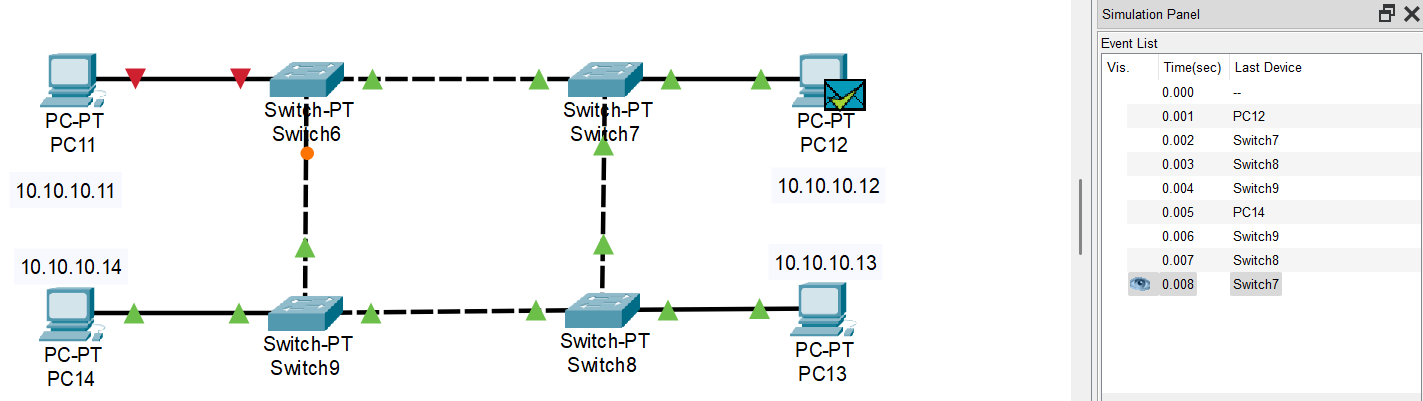 Simulation Panel
Event List
Vis. Time(sec) Last Device
0.000 --
0.001 PC12
0.002 Switch7
0.003 Switch8
0.004 Switch9
0.005 PC14
0.006 Switch9
0.007 Switch8
0.008 Switch7
PC-PT
PC11
Switch-PT
Switch6
Switch-PT
Switch7
PC-PT
PC12
10.10.10.11
10.10.10.12
10.10.10.14
10.10.10.13
PC-PT
PC14
Switch-PT
Switch9
Switch-PT
Switch8
PC-PT
PC13